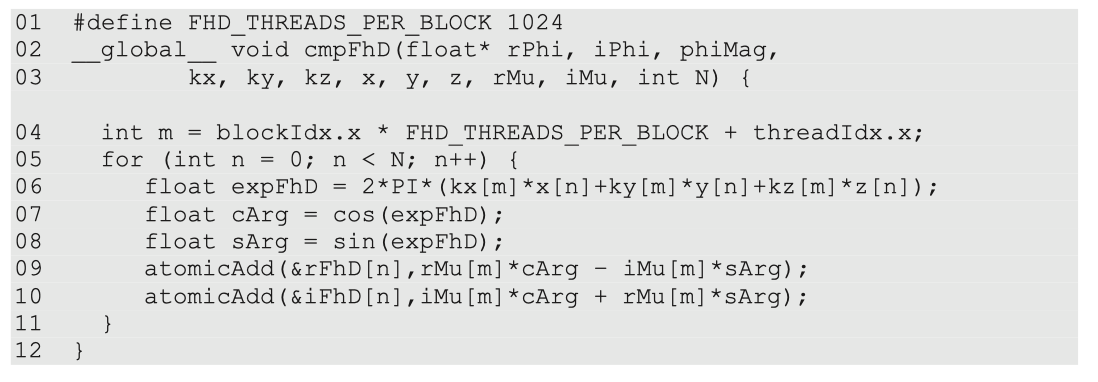 01 #define FHD_THREADS_PER_BLOCK 1024
02 __global__ void cmpFhD(float* rPhi, iPhi, phiMag,
03 kx, ky, kz, x, y, z, rMu, iMu, int N) {
04 int m = blockIdx.x * FHD_THREADS_PER_BLOCK + threadIdx.x;
05 for (int n = 0; n < N; n++) {
06 float expFhD = 2*PI*(kx[m]*x[n]+ky[m]*y[n]+kz[m]*z[n]);
07 float cArg = cos(expFhD);
08 float sArg = sin(expFhD);
09 atomicAdd(&rFhD[n],rMu[m]*cArg – iMu[m]*sArg);
10 atomicAdd(&iFhD[n],iMu[m]*cArg + rMu[m]*sArg);
11 }
12 }